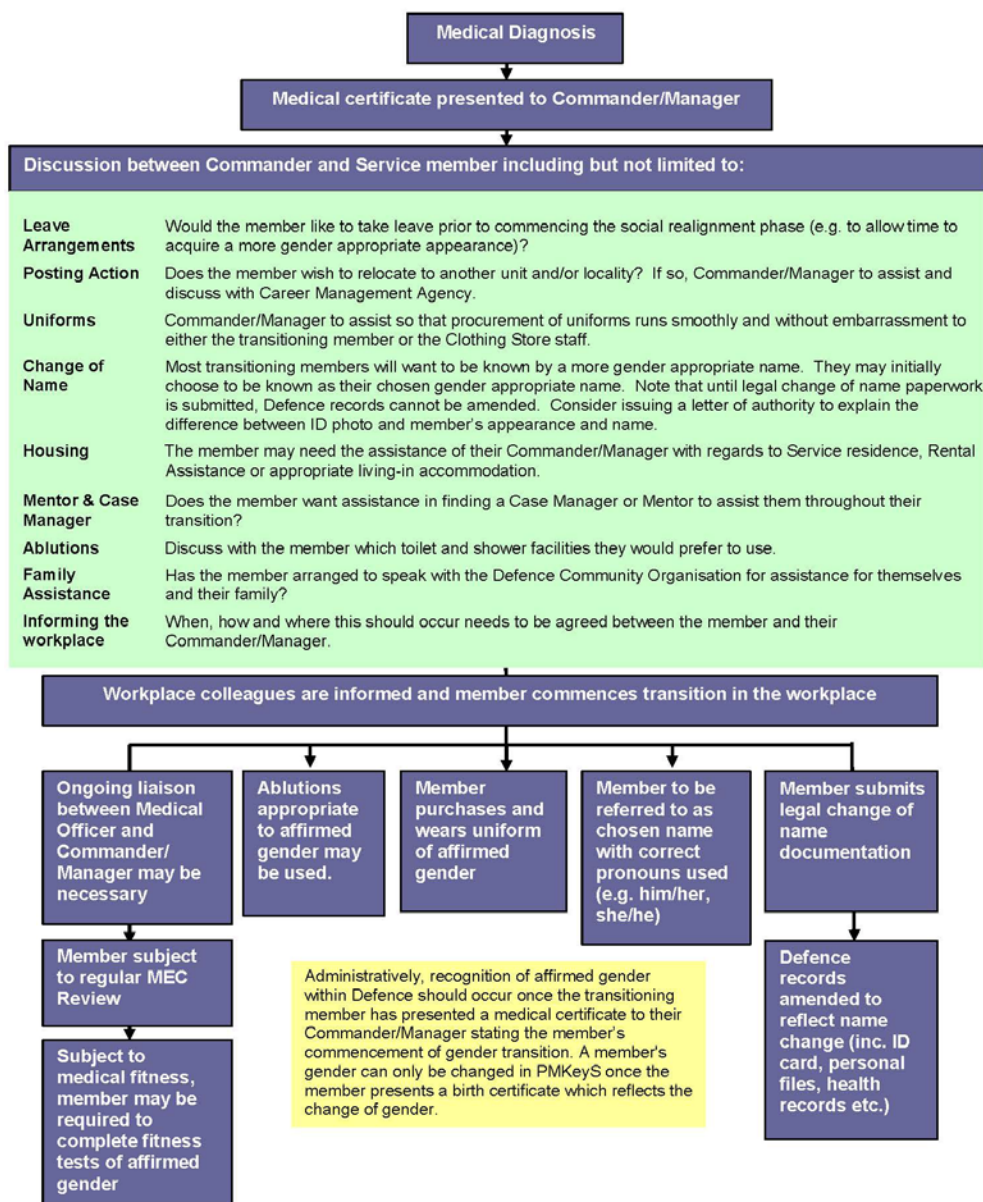 Medical Diagnosis
Medical certificate presented to Commander/Manager
Discussion between Commander and Service member including but not limited to:
Leave Arrangements
Would the member like to take leave prior to commencing the social realignment phase (e.g. to allow time to
acquire a more gender appropriate appearance)?
Posting Action
Does the member wish to relocate to another unit and/or locality? If so, Commander/Manager to assist and
discuss with Career Management Agency.
Uniforms
Commander/Manager to assist so that procurement of uniforms runs smoothly and without embarrassment to
either the transitioning member or the Clothing Store staff.
Change of
Name
Most transitioning members will want to be known by a more gender appropriate name. They may initially
choose to be known as their chosen gender appropriate name. Note that until legal change of name paperwork
is submitted, Defence records cannot be amended. Consider issuing a letter of authority to explain the
difference between ID photo and member's appearance and name.
Housing
The member may need the assistance of their Commander/Manager with regards to Service residence, Rental
Assistance or appropriate living-in accommodation.
Mentor & Case
Manager
Does the member want assistance in finding a Case Manager or Mentor to assist them throughout their
transition?
Ablutions
Discuss with the member which toilet and shower facilities they would prefer to use.
Family
Assistance
Has the member arranged to speak with the Defence Community Organisation for assistance for themselves
and their family?
Informing the
workplace
When, how and where this should occur needs to be agreed between the member and their
Commander/Manager.
Workplace colleagues are informed and member commences transition in the workplace
Ongoing liaison
between Medical
Officer and
Commander/
Manager may be
necessary
Member subject
to regular MEC
Review
Subject to
medical fitness,
member may be
required to
complete fitness
tests of affirmed
gender
Ablutions
appropriate
to affirmed
gender may
be used.
Member
purchases and
wears uniform
of affirmed
gender
Member to be
referred to as
chosen name
with correct
pronouns used
(e.g. him/her,
she/he)
Member submits
legal change of
name
documentation
Defence
records
amended to
reflect name
change (inc. ID
card, personal
files, health
records etc.)
Administratively, recognition of affirmed gender
within Defence should occur once the transitioning
member has presented a medical certificate to their
Commander/Manager stating the member's
commencement of gender transition. A member's
gender can only be changed in PMKeyS once the
member presents a birth certificate which reflects the
change of gender.